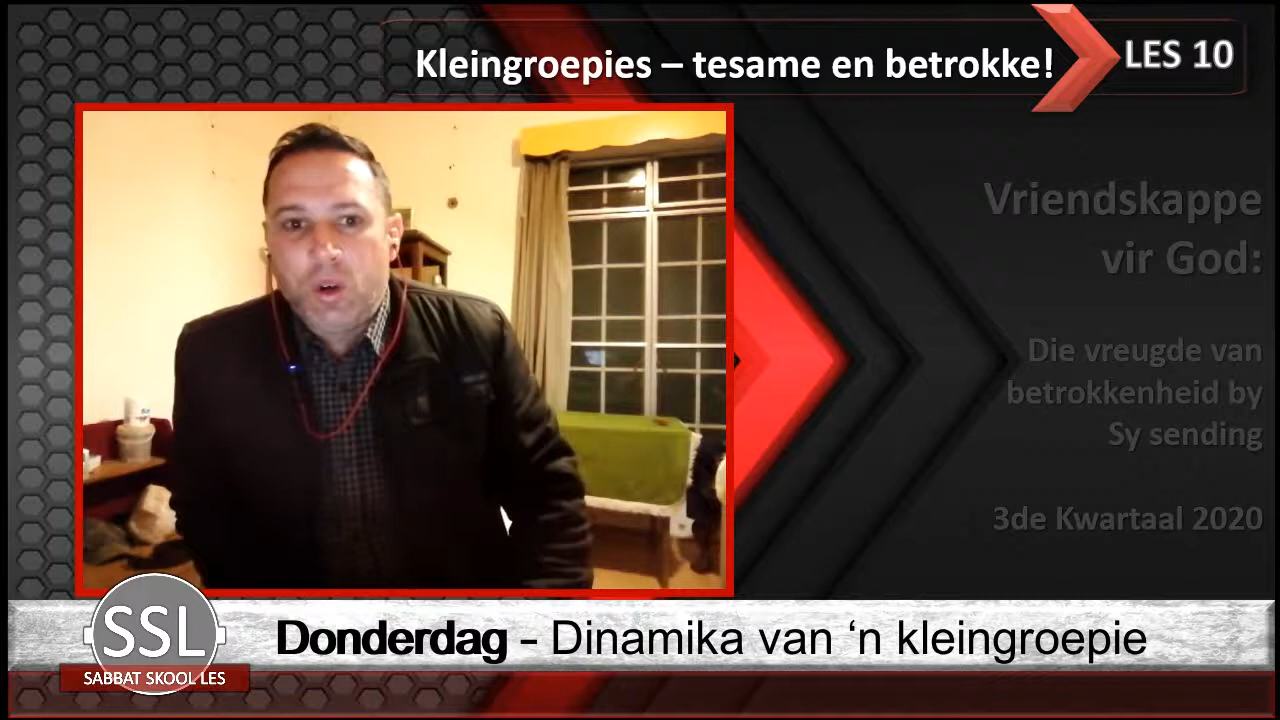 Kleingroepies – tesame en betrokke!
LES 10
Vriendskappe
vir God:
Die vreugde van
betrokkenheid by
Sy sending
3de Kwartaal 2020
SSL
SABBAT SKOOL LES
Donderdag – Dinamika van ‘n kleingroepie